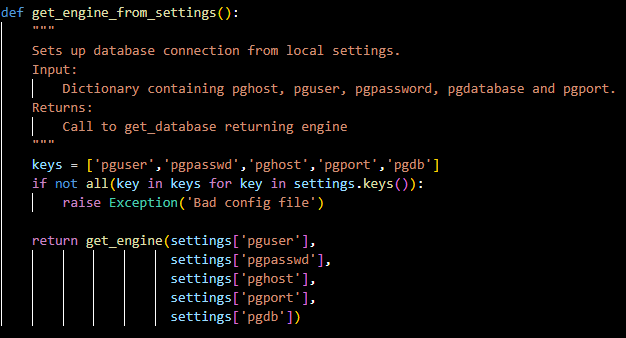 def get_engine_from_settings():
    """
    Sets up database connection from local settings.
    Input:
        Dictionary containing pghost, pguser, pgpassword, pgdatabase and pgport.
    Returns:
        Call to get_database returning engine
    """
    keys = ['pguser','pgpasswd','pghost','pgport','pgdb']
    if not all(key in keys for key in settings.keys()):
        raise Exception('Bad config file')

    return get_engine(settings['pguser'],
                      settings['pgpasswd'],
                      settings['pghost'],
                      settings['pgport'],
                      settings['pgdb'])